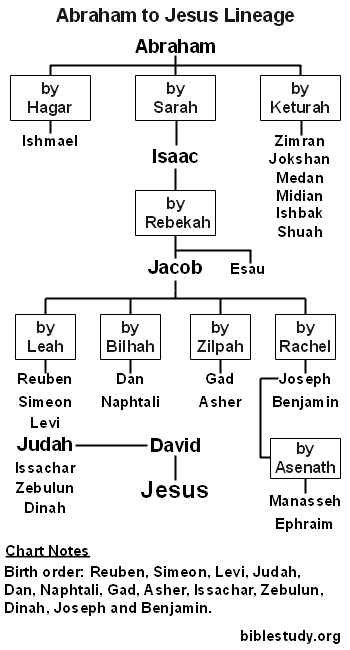 Abraham to Jesus Lineage
Abraham
by Hagar
by Sarah
by Keturah
Ishmael
Isaac
Zimran
Jokshan
Medan
Midian
Ishbak
Shuah
by Rebekah
Jacob
Esau
by Leah
by Bilhah
by Zilpah
by Rachel
Reuben
Simeon
Levi
Judah
Issachar
Zebulun
Dinah
Dan
Naphtali
Gad
Asher
Joseph
Benjamin
David
Jesus
by Asenath
Manasseh
Ephraim
Chart Notes
Birth order: Reuben, Simeon, Levi, Judah,
Dan, Naphtali, Gad, Asher, Issachar, Zebulun,
Dinah, Joseph and Benjamin.
biblestudy.org